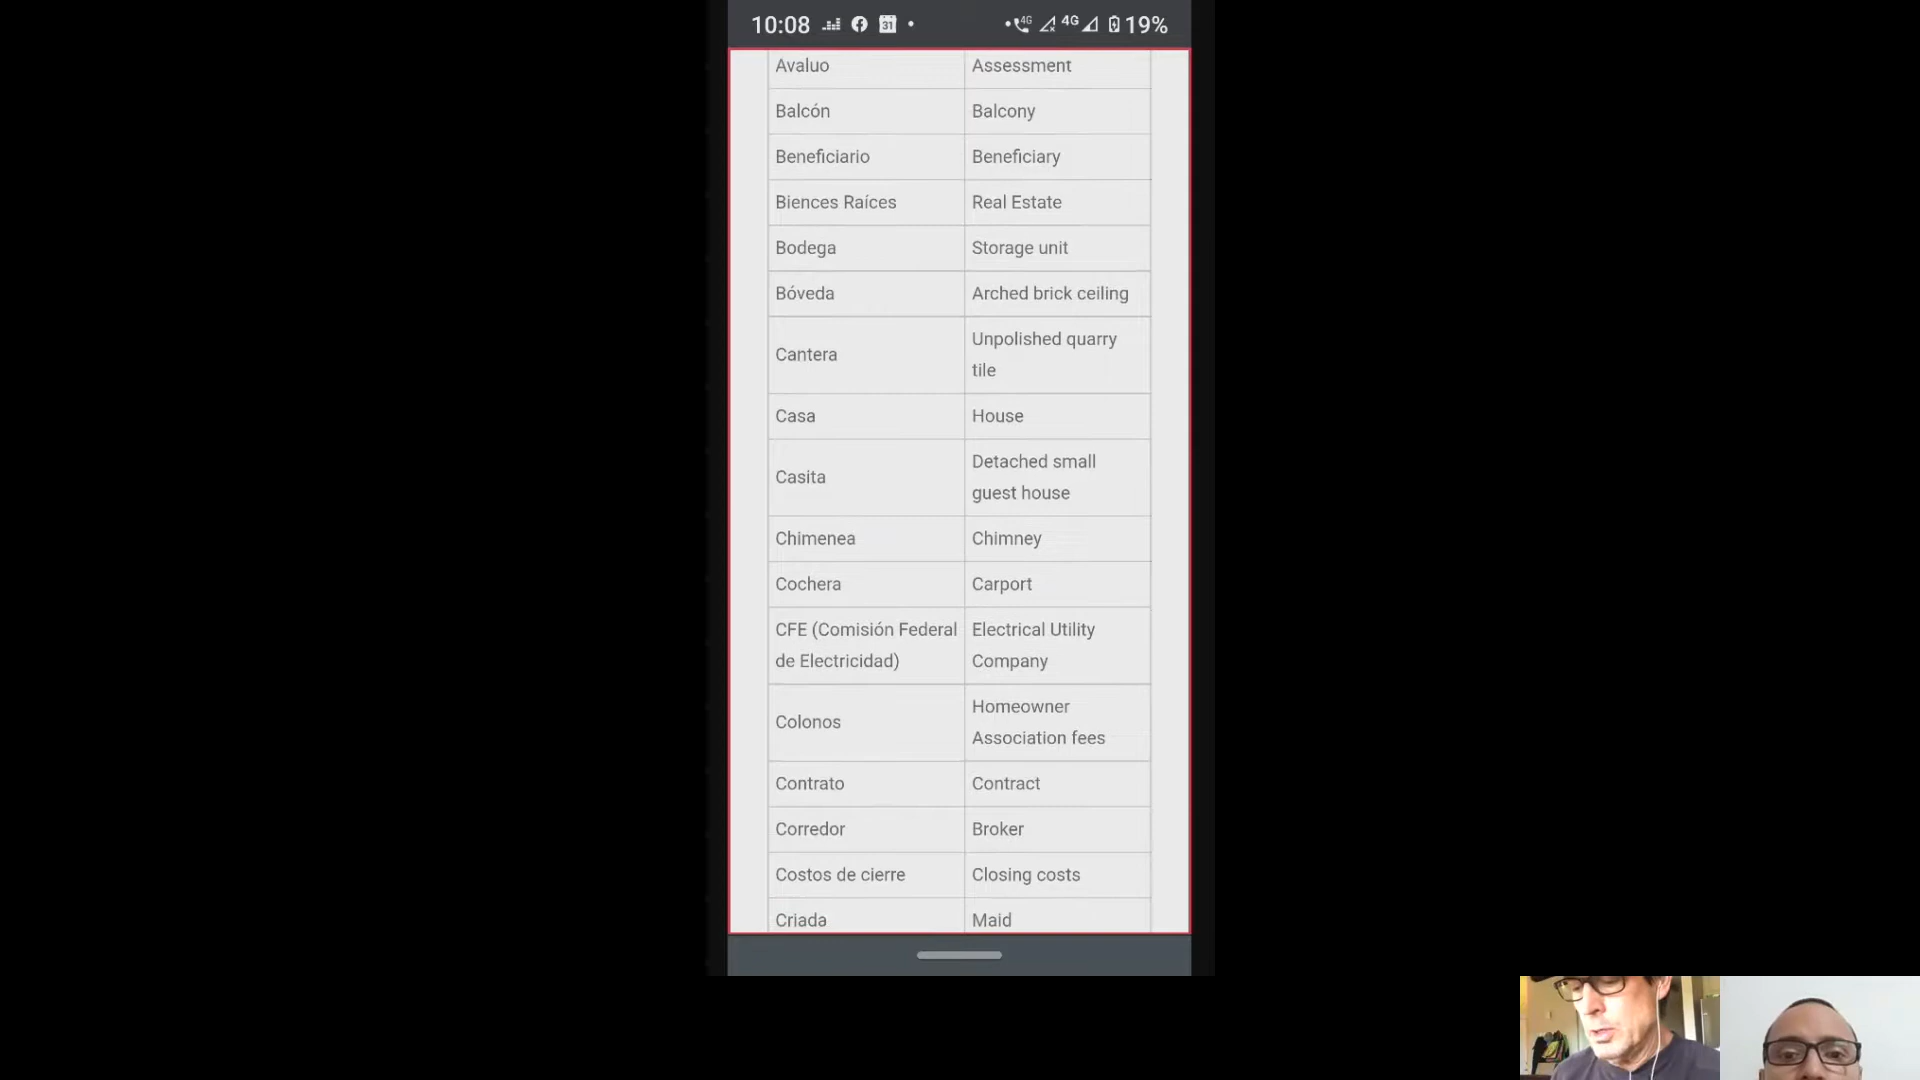 10:08 31 4G 4G 19%
Avaluo Assessment
Balcón Balcony
Beneficiario Beneficiary
Biences Raíces Real Estate
Bodega Storage unit
Bóveda Arched brick ceiling
Cantera Unpolished quarry
tile
Casa House
Casita Detached small
guest house
Chimenea Chimney
Cochera Carport
CFE (Comisión Federal Electrical Utility
de Electricidad) Company
Colonos Homeowner
Association fees
Contrato Contract
Corredor Broker
Costos de cierre Closing costs
Criada Maid